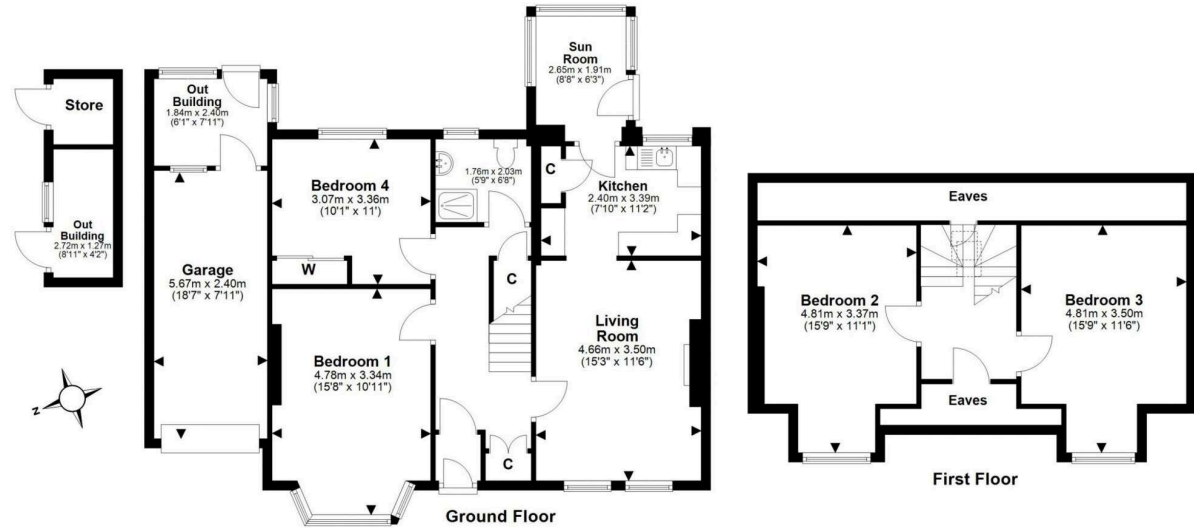 Store
Out
Building
2.72m x 1.27m
(8'11" x 4'2")
Z
Out
Building
1.84m x 2.40m
(6'1" x 7'11")
Garage
5.67m x 2.40m
(18'7" x 7'11")
Bedroom 4
3.07m x 3.36m
(10'1" x 11')
W
Bedroom 1
4.78m x 3.34m
(15'8" x 10'11")
1.76m x 2.03m
(5'9" x 6'8")
C
C
Sun
Room
2.65m x 1.91m
(8'8" x 6'3")
C
Kitchen
2.40m x 3.39m
(7'10" x 11'2")
Living
Room
4.66m x 3.50m
(15'3" x 11'6")
Ground Floor
Eaves
Bedroom 2
4.81m x 3.37m
(15'9" x 11'1")
Bedroom 3
4.81m x 3.50m
(15'9" x 11'6")
Eaves
First Floor